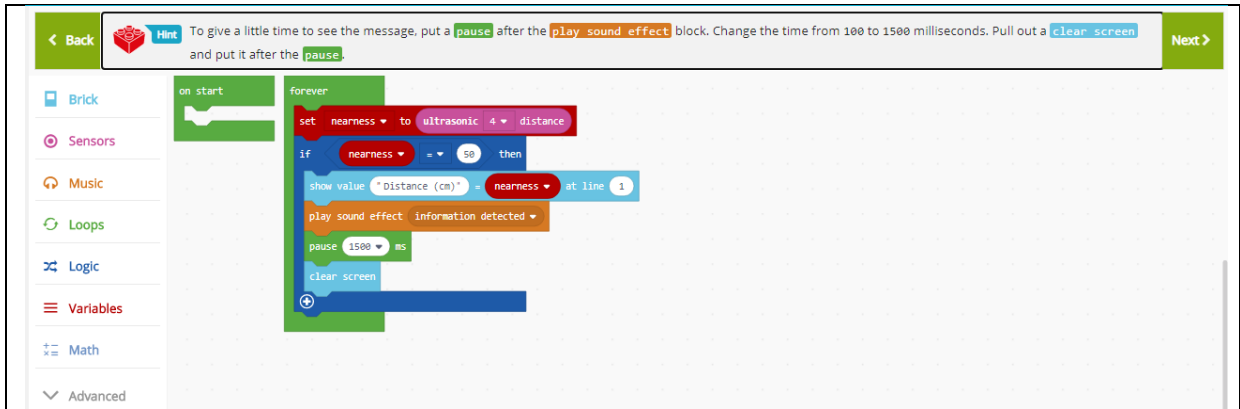 Back
Hint
To give a little time to see the message, put a pause after the play sound effect block. Change the time from 100 to 1500 milliseconds. Pull out a clear screen
and put it after the pause.
Next
Brick
Sensors
Music
Loops
Logic
Variables
Math
Advanced
on start
forever
set nearness to ultrasonic 4 distance
if nearness = 50 then
show value "Distance (cm)" = nearness at line 1
play sound effect information detected
pause 1500 ms
clear screen